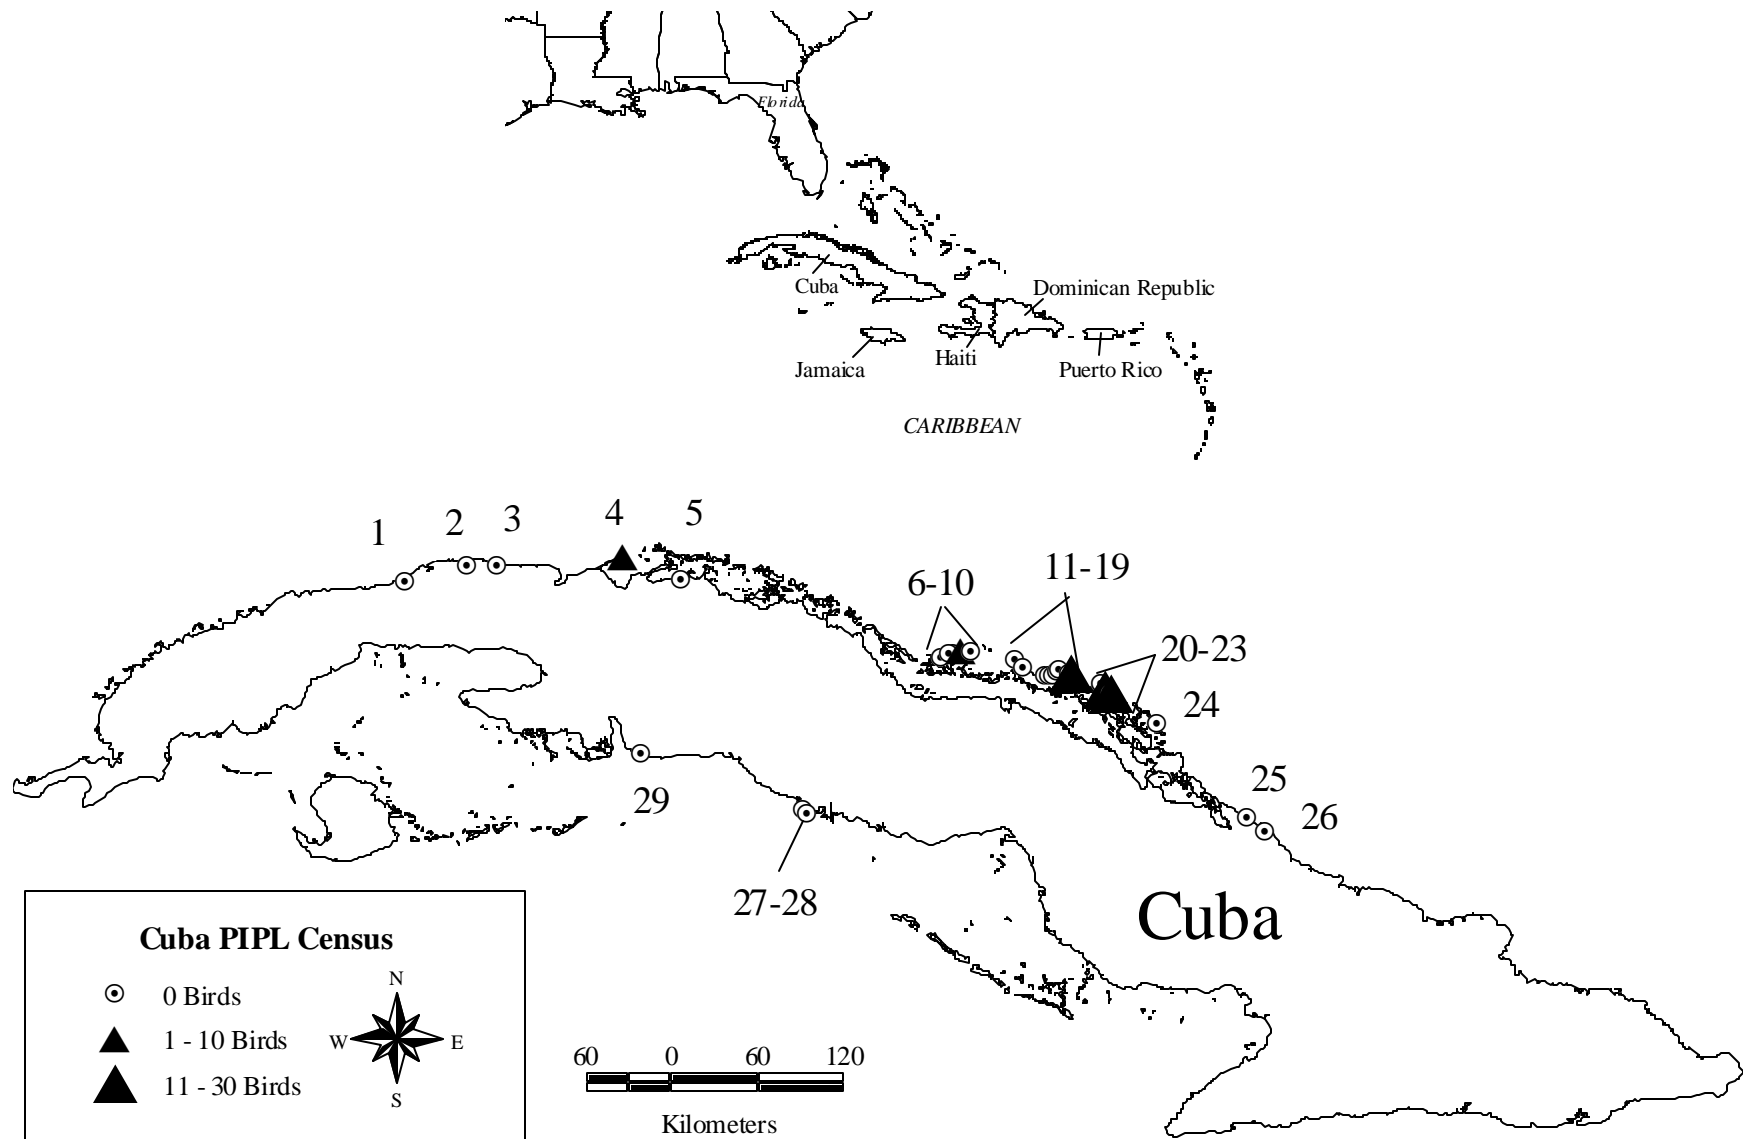 Florida
Cuba
Dominican Republic
Jamaica
Haiti
Puerto Rico
CARIBBEAN
1
2
3
4
5
6-10
11-19
20-23
24
25
26
29
27-28
Cuba
Cuba PIPL Census
0 Birds
1 - 10 Birds
11 - 30 Birds
N
W
E
S
60 0 60 120
Kilometers